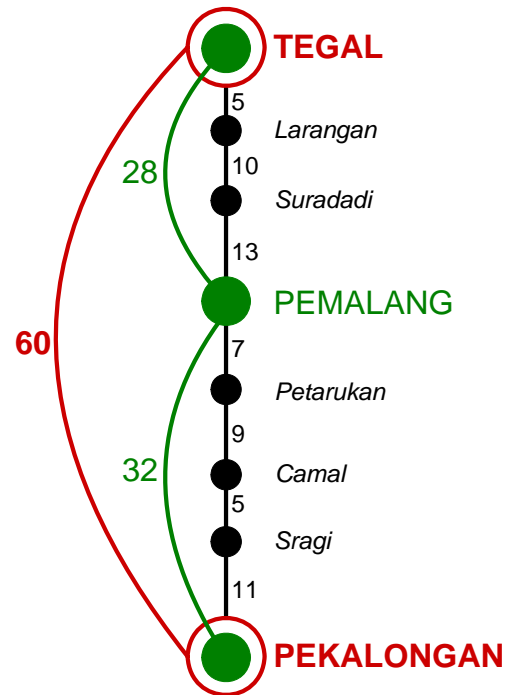 TEGAL
5
Larangan
10
28
Suradadi
13
PEMALANG
60
7
Petarukan
9
32
Camal
5
Sragi
11
PEKALONGAN